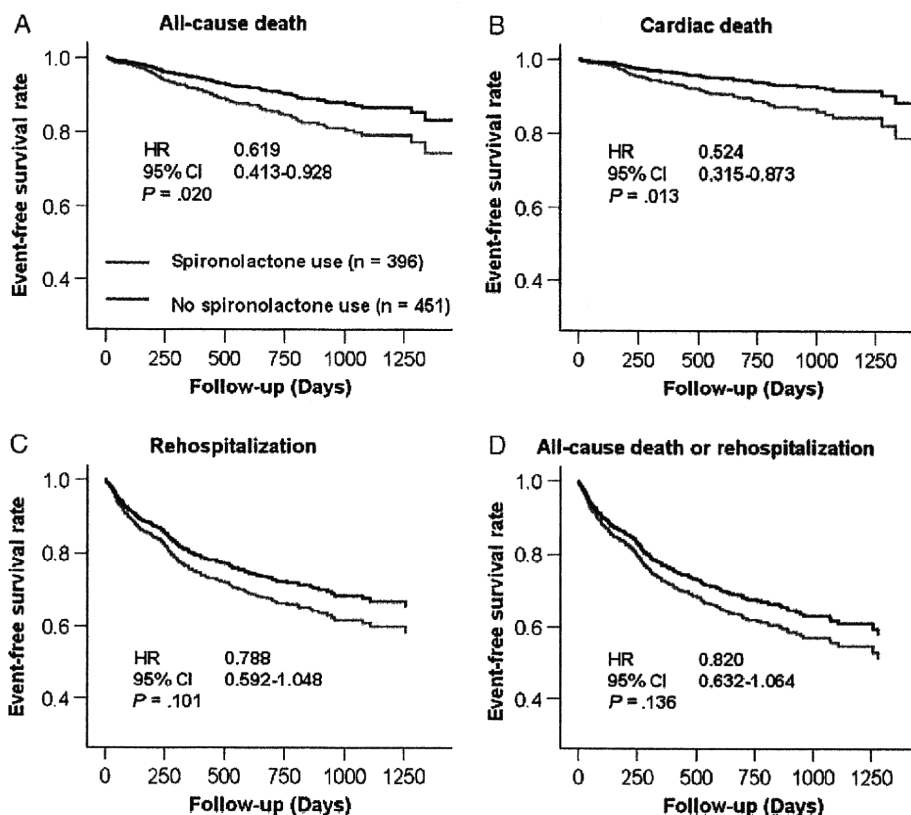 A All-cause death
1.0
0.8
0.6
0.4
Event-free survival rate
HR 0.619
95% CI 0.413-0.928
P = .020
Spironolactone use (n = 396)
No spironolactone use (n = 451)
0 250 500 750 1000 1250
Follow-up (Days)
B Cardiac death
1.0
0.8
0.6
0.4
Event-free survival rate
HR 0.524
95% CI 0.315-0.873
P = .013
0 250 500 750 1000 1250
Follow-up (Days)
C Rehospitalization
1.0
0.8
0.6
0.4
Event-free survival rate
HR 0.788
95% CI 0.592-1.048
P = .101
0 250 500 750 1000 1250
Follow-up (Days)
D All-cause death or rehospitalization
1.0
0.8
0.6
0.4
Event-free survival rate
HR 0.820
95% CI 0.632-1.064
P = .136
0 250 500 750 1000 1250
Follow-up (Days)